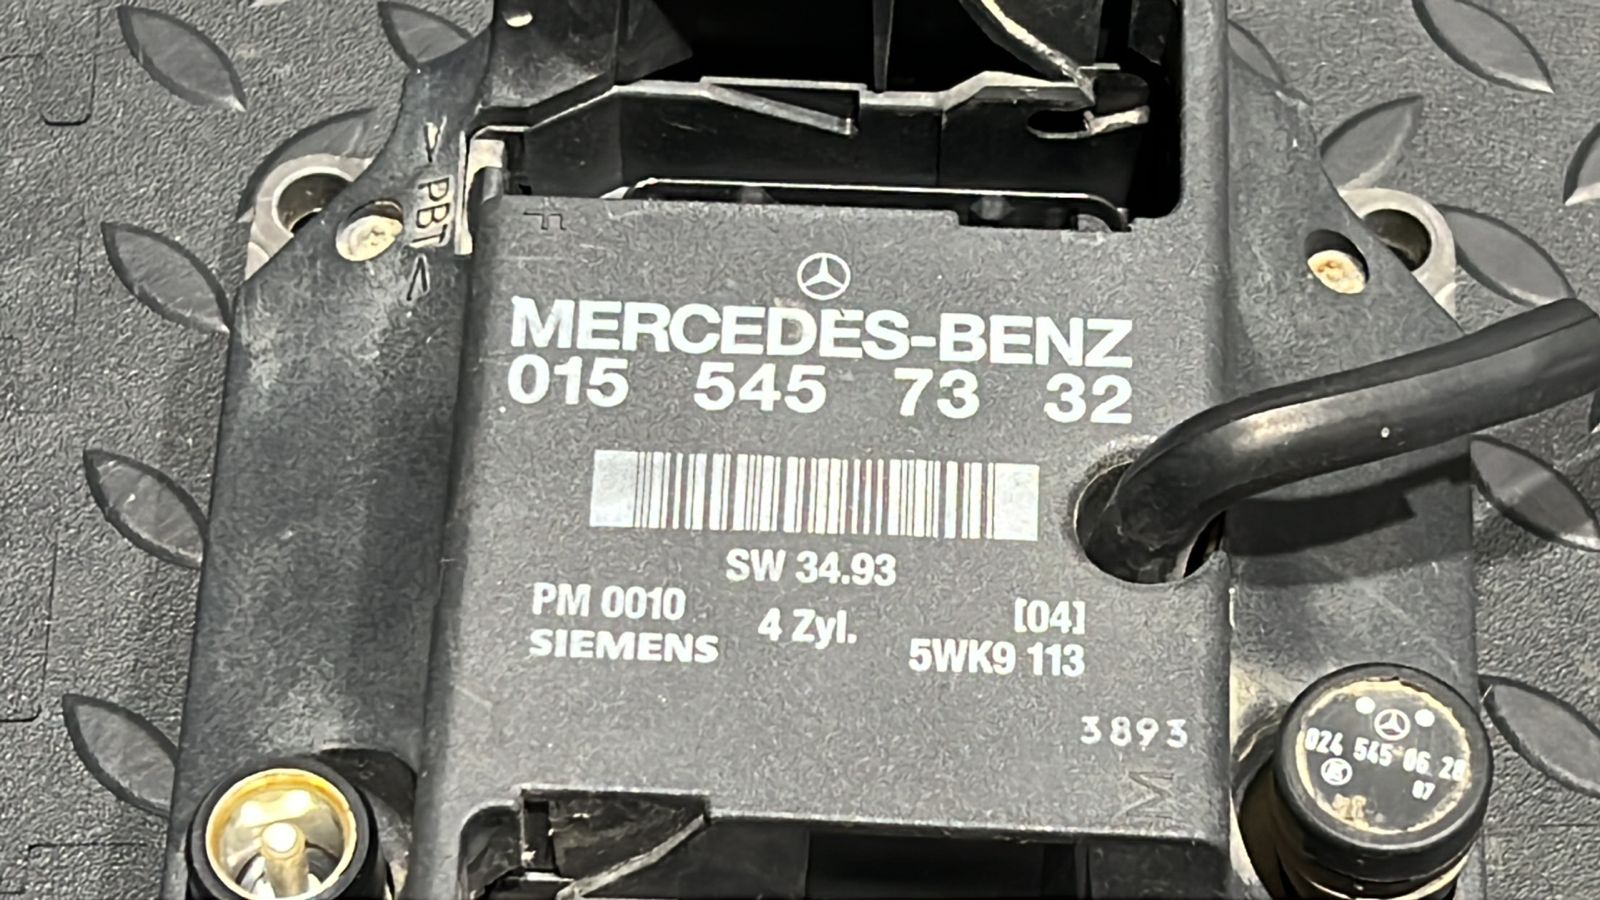 >PBT<
F
MERCEDES-BENZ
015 545 73 32
SW 34.93
PM 0010
4 Zyl.
[04]
SIEMENS
5WK9 113
3893
M
024 545 06 28
07